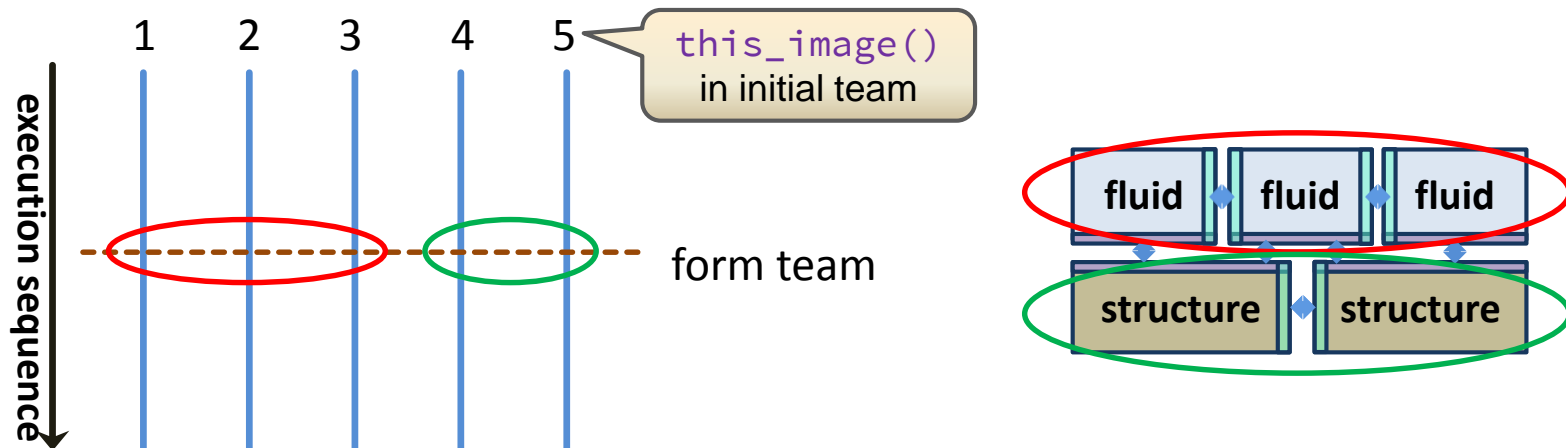 1 2 3 4 5
this_image()
in initial team
execution sequence
form team
fluid fluid fluid
structure structure